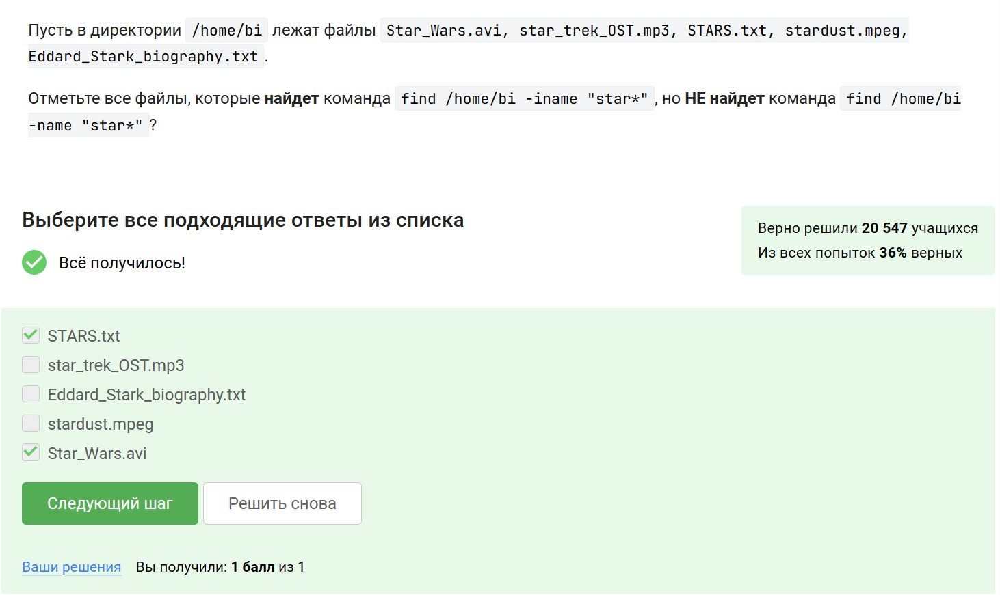 Пусть в директории /home/bi лежат файлы Star_Wars.avi, star_trek_OST.mp3, STARS.txt, stardust.mpeg,
Eddard_Stark_biography.txt.
Отметьте все файлы, которые найдет команда find /home/bi -iname "star*", но НЕ найдет команда find /home/bi
-name "star*"?
Выберите все подходящие ответы из списка
Верно решили 20 547 учащихся
Из всех попыток 36% верных
Всё получилось!
STARS.txt
star_trek_OST.mp3
Eddard_Stark_biography.txt
stardust.mpeg
Star_Wars.avi
Следующий шаг
Решить снова
Ваши решения Вы получили: 1 балл из 1